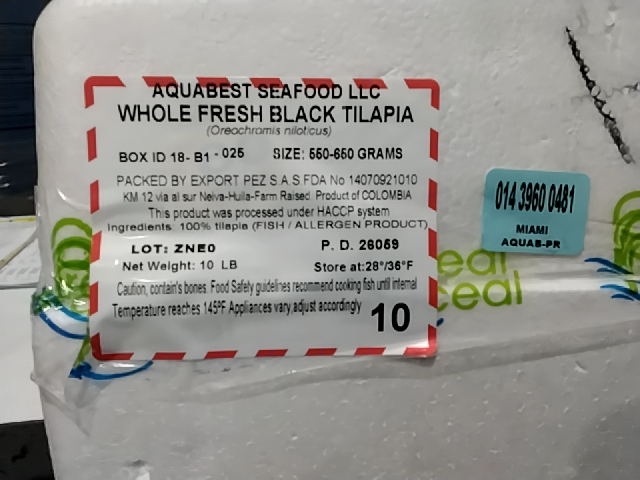 AQUABEST SEAFOOD LLC
WHOLE FRESH BLACK TILAPIA
(Oreochromis niloticus)
BOX ID 18- B1 - 025 SIZE: 550-650 GRAMS
PACKED BY EXPORT PEZ S.A.S FDA No 14070921010
KM 12 via al sur Neiva-Huila-Farm Raised Product of COLOMBIA
This product was processed under HACCP system
Ingredients: 100% tilapia (FISH / ALLERGEN PRODUCT)
LOT: ZNE0 P. D. 26059
Net Weight: 10 LB Store at:28°/36°F
Caution, contain's bones. Food Safety guidelines recommend cooking fish until internal
Temperature reaches 145°F Appliances vary,adjust accordingly
10
014 3960 0481
MIAMI
AQUAB-PR
eal
ceal